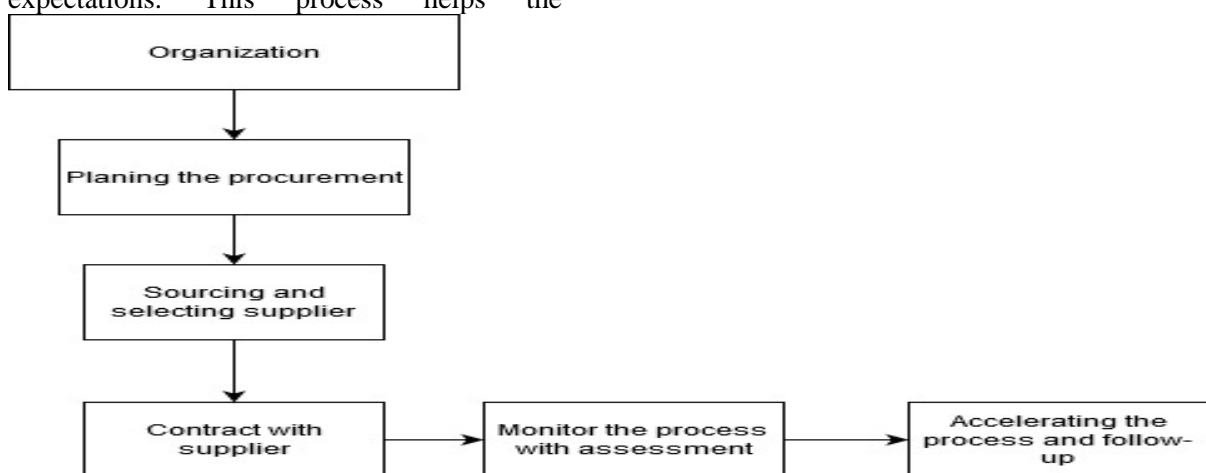 expectations. This process helps the
Organization
Planing the procurement
Sourcing and
selecting supplier
Contract with
supplier
Monitor the process
with assessment
Accelerating the
process and follow-
up